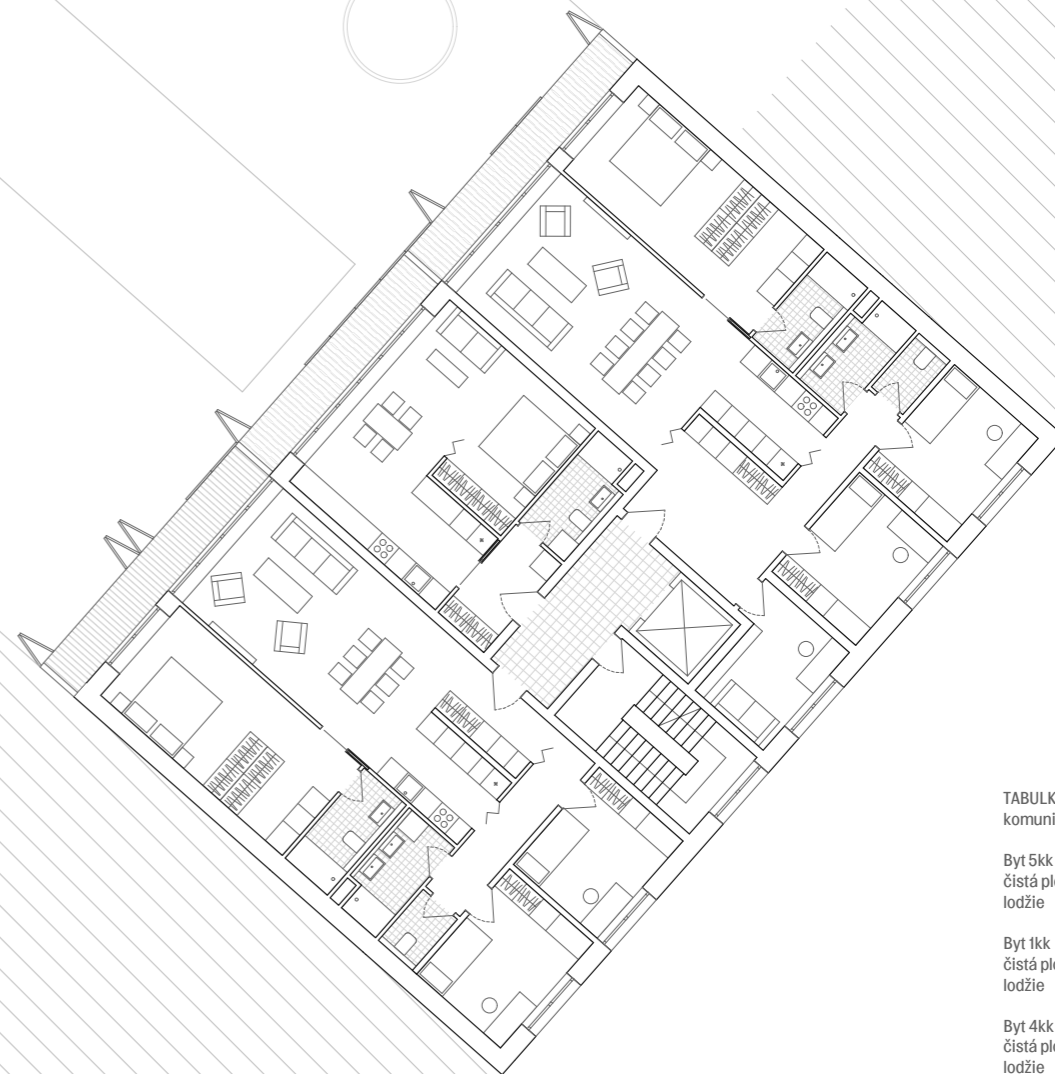 TABULK
komuni
Byt 5kk
čistá plo
lodžie
Byt 1kk
čistá plo
lodžie
Byt 4kk
čistá plo
lodžie